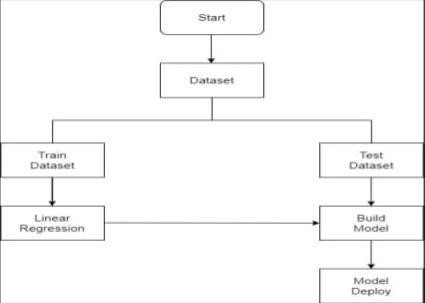 Start
Dataset
Train
Dataset
Test
Dataset
Linear
Regression
Build
Model
Model
Deploy